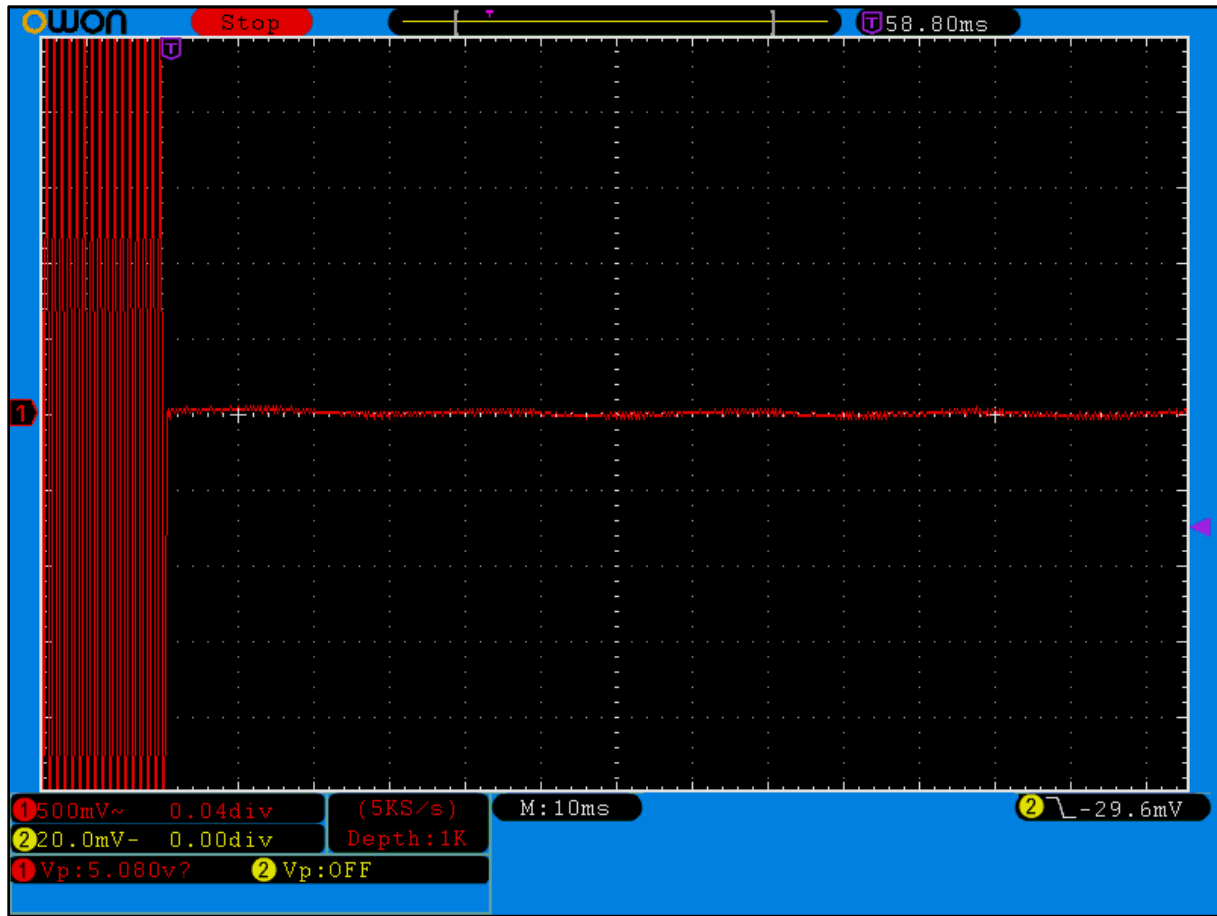 owon Stop T 58.80ms
T
1
1 500mV~ 0.04div (5KS/s) M:10ms 2 -29.6mV
2 20.0mV- 0.00div Depth:1K
1 Vp:5.080v? 2 Vp:OFF